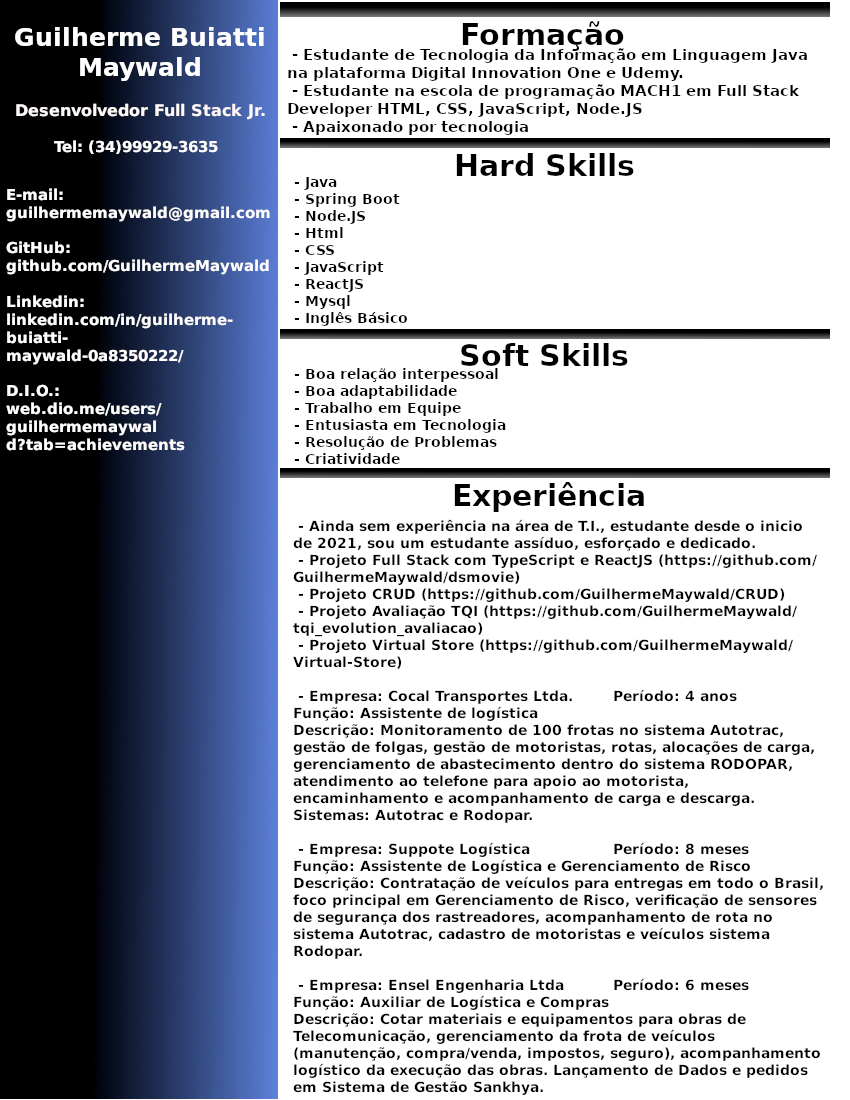 Guilherme Buiatti
Maywald
Desenvolvedor Full Stack Jr.
Tel: (34)99929-3635
E-mail:
guilhermemaywald@gmail.com
GitHub:
github.com/GuilhermeMaywald
Linkedin:
linkedin.com/in/guilherme-
buiatti-
maywald-0a8350222/
D.I.O.:
web.dio.me/users/
guilhermemaywal
d?tab=achievements
Formação
- Estudante de Tecnologia da Informação em Linguagem Java
na plataforma Digital Innovation One e Udemy.
- Estudante na escola de programação MACH1 em Full Stack
Developer HTML, CSS, JavaScript, Node.JS
- Apaixonado por tecnologia
Hard Skills
- Java
- Spring Boot
- Node.JS
- Html
- CSS
- JavaScript
- ReactJS
- Mysql
- Inglês Básico
Soft Skills
- Boa relação interpessoal
- Boa adaptabilidade
- Trabalho em Equipe
- Entusiasta em Tecnologia
- Resolução de Problemas
- Criatividade
Experiência
- Ainda sem experiência na área de T.I., estudante desde o inicio
de 2021, sou um estudante assíduo, esforçado e dedicado.
- Projeto Full Stack com TypeScript e ReactJS (https://github.com/
GuilhermeMaywald/dsmovie)
- Projeto CRUD (https://github.com/GuilhermeMaywald/CRUD)
- Projeto Avaliação TQI (https://github.com/GuilhermeMaywald/
tqi_evolution_avaliacao)
- Projeto Virtual Store (https://github.com/GuilhermeMaywald/
Virtual-Store)
- Empresa: Cocal Transportes Ltda. Período: 4 anos
Função: Assistente de logística
Descrição: Monitoramento de 100 frotas no sistema Autotrac,
gestão de folgas, gestão de motoristas, rotas, alocações de carga,
gerenciamento de abastecimento dentro do sistema RODOPAR,
atendimento ao telefone para apoio ao motorista,
encaminhamento e acompanhamento de carga e descarga.
Sistemas: Autotrac e Rodopar.
- Empresa: Suppote Logística Período: 8 meses
Função: Assistente de Logística e Gerenciamento de Risco
Descrição: Contratação de veículos para entregas em todo o Brasil,
foco principal em Gerenciamento de Risco, verificação de sensores
de segurança dos rastreadores, acompanhamento de rota no
sistema Autotrac, cadastro de motoristas e veículos sistema
Rodopar.
- Empresa: Ensel Engenharia Ltda Período: 6 meses
Função: Auxiliar de Logística e Compras
Descrição: Cotar materiais e equipamentos para obras de
Telecomunicação, gerenciamento da frota de veículos
(manutenção, compra/venda, impostos, seguro), acompanhamento
logístico da execução das obras. Lançamento de Dados e pedidos
em Sistema de Gestão Sankhya.